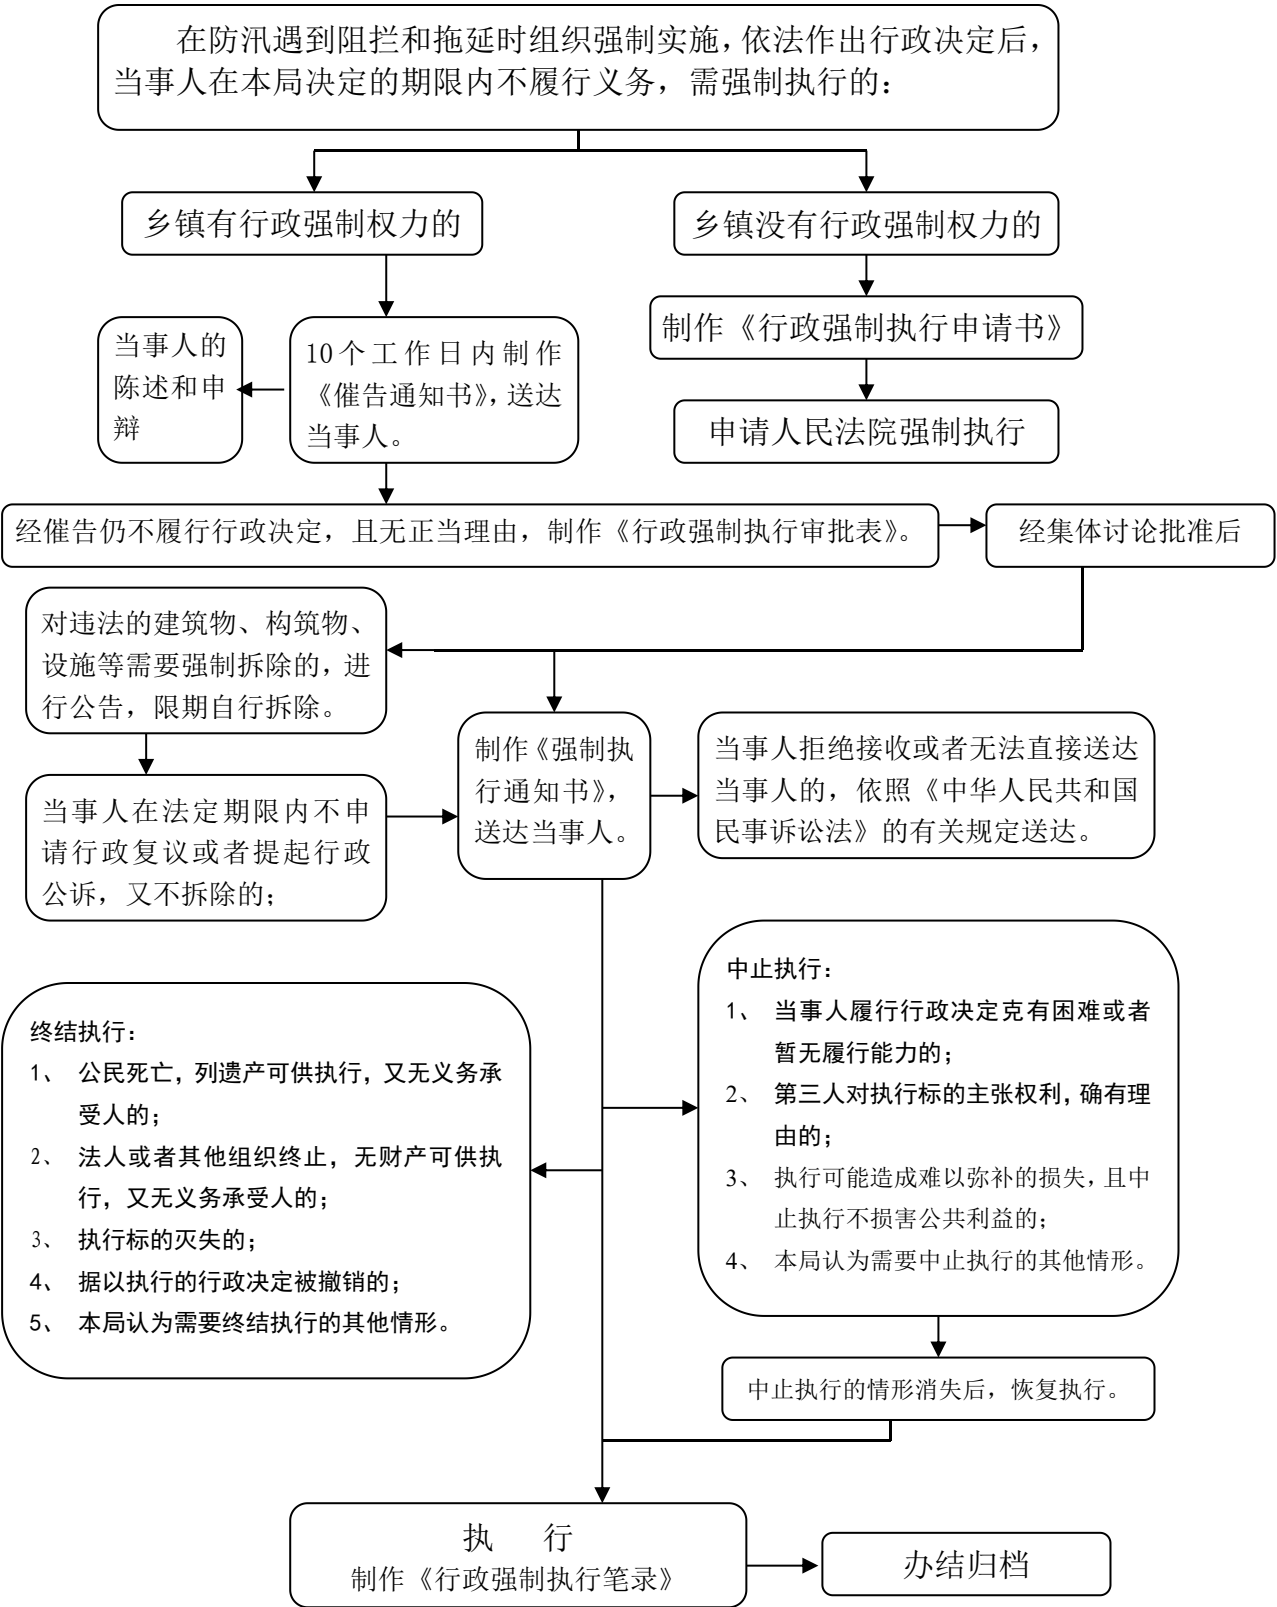 在防汛遇到阻拦和拖延时组织强制实施，依法作出行政决定后，
当事人在本局决定的期限内不履行义务，需强制执行的：
乡镇有行政强制权力的
乡镇没有行政强制权力的
制作《行政强制执行申请书》
申请人民法院强制执行
当事人的
陈述和申
辩
10个工作日内制作
《催告通知书》，送达
当事人。
经催告仍不履行行政决定，且无正当理由，制作《行政强制执行审批表》。
经集体讨论批准后
对违法的建筑物、构筑物、
设施等需要强制拆除的，进
行公告，限期自行拆除。
当事人在法定期限内不申
请行政复议或者提起行政
公诉，又不拆除的；
制作《强制执
行通知书》，
送达当事人。
当事人拒绝接收或者无法直接送达
当事人的，依照《中华人民共和国
民事诉讼法》的有关规定送达。
终结执行：
1、 公民死亡，列遗产可供执行，又无义务承
受人的；
2、 法人或者其他组织终止，无财产可供执
行，又无义务承受人的；
3、 执行标的灭失的；
4、 据以执行的行政决定被撤销的；
5、 本局认为需要终结执行的其他情形。
中止执行：
1、 当事人履行行政决定克有困难或者
暂无履行能力的；
2、 第三人对执行标的主张权利，确有理
由的；
3、 执行可能造成难以弥补的损失，且中
止执行不损害公共利益的；
4、 本局认为需要中止执行的其他情形。
中止执行的情形消失后，恢复执行。
执 行
制作《行政强制执行笔录》
办结归档